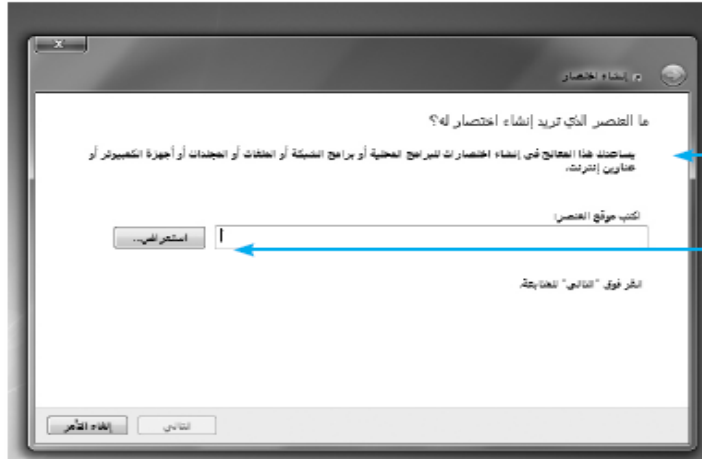 إنشاء اختصار
ما العنصر الذي تريد إنشاء اختصار له؟
يساعدك هذا المعالج في إنشاء اختصارات للبرامج المحلية أو برامج الشبكة أو الملفات أو المجلدات أو أجهزة الكمبيوتر أو
عناوين إنترنت.
اكتب موقع العنصر:
استعراض...
انقر فوق "التالي" للمتابعة.
التالي
إلغاء الأمر